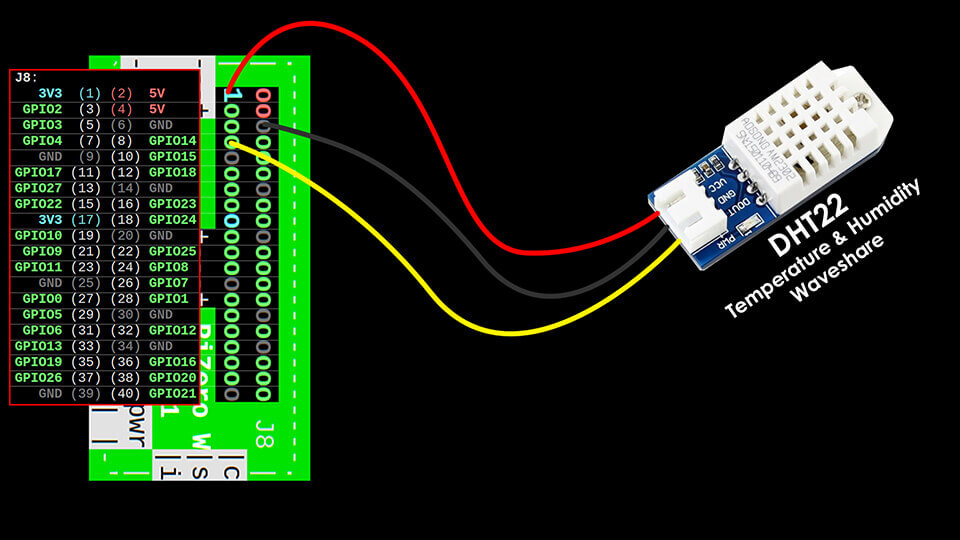 J8:
3V3 (1) (2) 5V
GPIO2 (3) (4) 5V
GPIO3 (5) (6) GND
GPIO4 (7) (8) GPIO14
GND (9) (10) GPIO15
GPIO17 (11) (12) GPIO18
GPIO27 (13) (14) GND
GPIO22 (15) (16) GPIO23
3V3 (17) (18) GPIO24
GPIO10 (19) (20) GND
GPIO9 (21) (22) GPIO25
GPIO11 (23) (24) GPIO8
GND (25) (26) GPIO7
GPIO0 (27) (28) GPIO1
GPIO5 (29) (30) GND
GPIO6 (31) (32) GPIO12
GPIO13 (33) (34) GND
GPIO19 (35) (36) GPIO16
GPIO26 (37) (38) GPIO20
GND (39) (40) GPIO21
J8
W
pwr
csi
AOSONG AM2302
VCC
GND
DOUT
PWR
DHT22
Temperature & Humidity
Waveshare